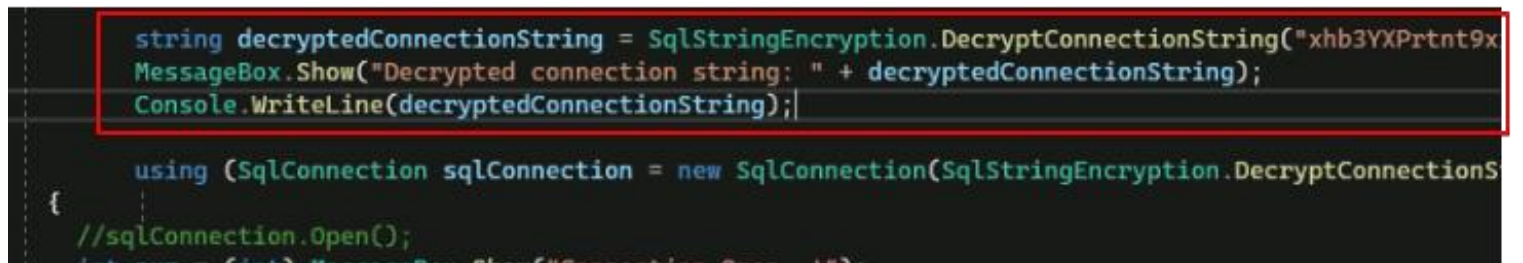 string decryptedConnectionString = SqlStringEncryption.DecryptConnectionString("xhb3YXPrtnt9x
MessageBox.Show("Decrypted connection string: " + decryptedConnectionString);
Console.WriteLine(decryptedConnectionString);
using (SqlConnection sqlConnection = new SqlConnection(SqlStringEncryption.DecryptConnectionS
{
//sqlConnection.Open();